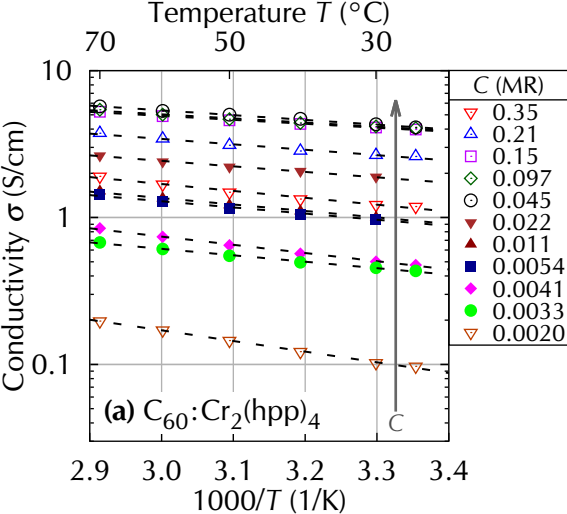 Temperature T (°C)
70 50 30
10
1
0.1
Conductivity σ (S/cm)
C (MR)
0.35
0.21
0.15
0.097
0.045
0.022
0.011
0.0054
0.0041
0.0033
0.0020
(a) C₆₀:Cr₂(hpp)₄
C
2.9 3.0 3.1 3.2 3.3 3.4
1000/T (1/K)